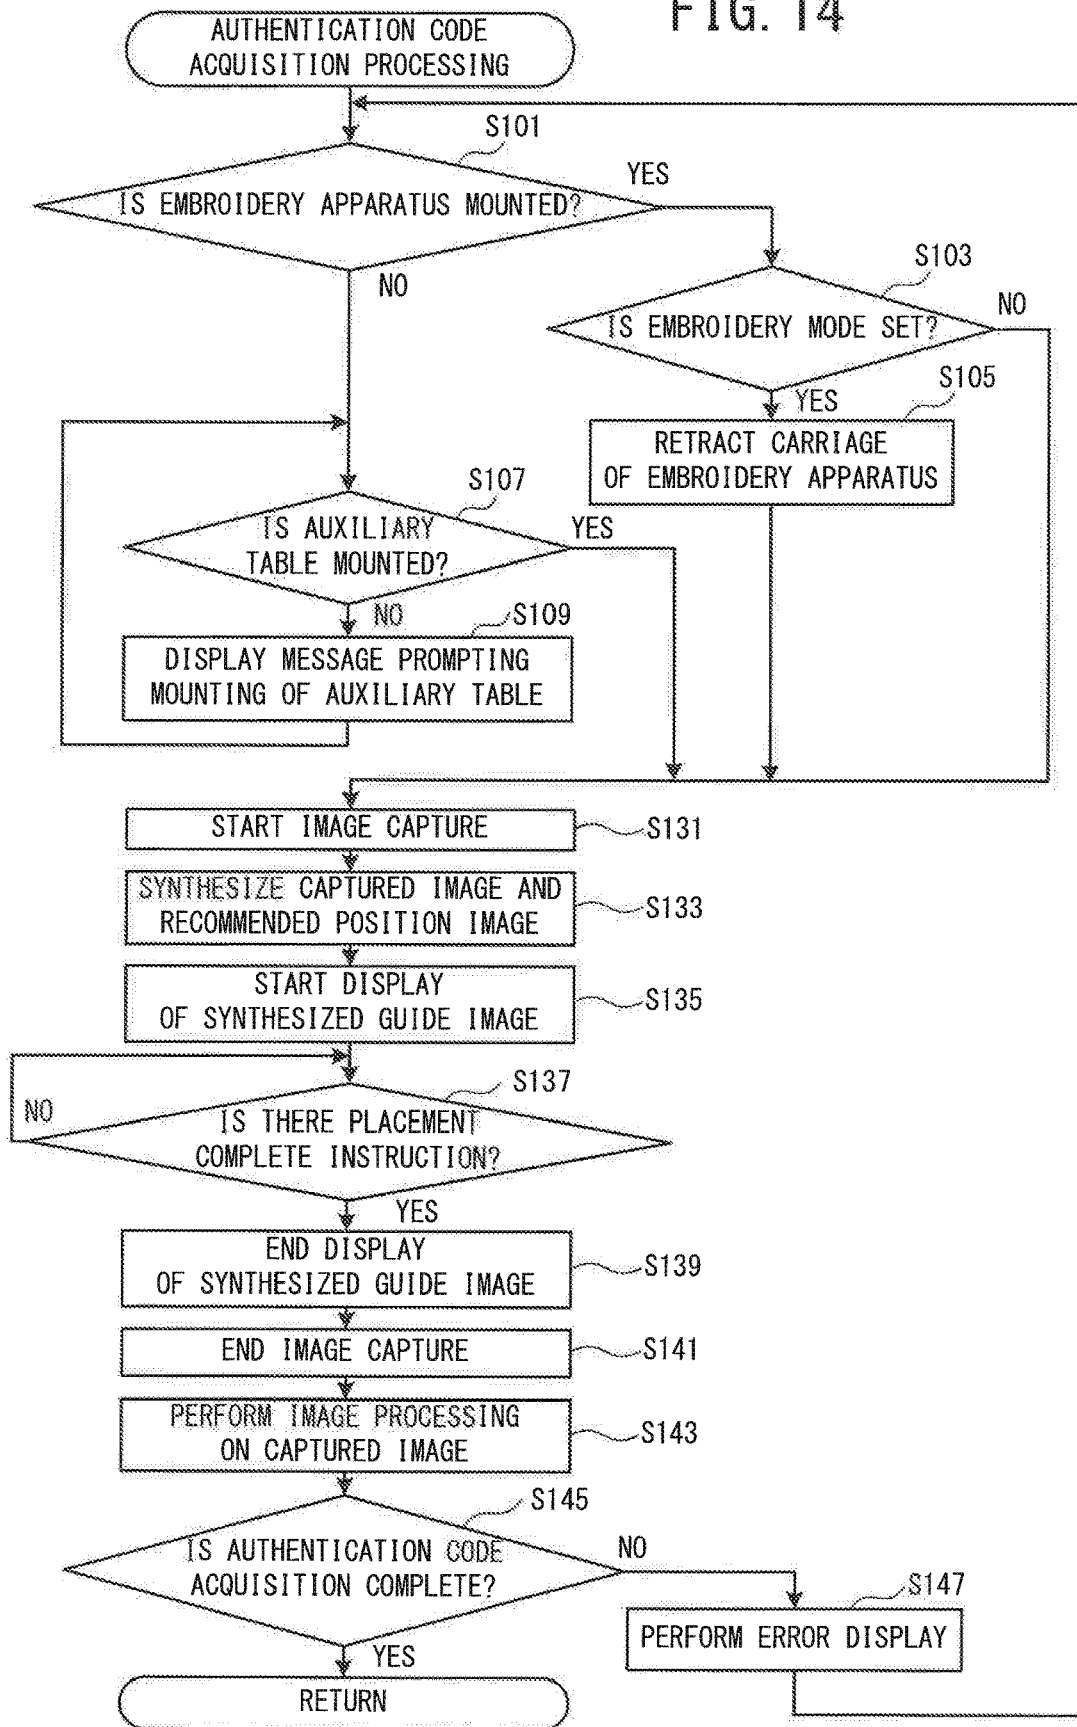 FIG. 14
AUTHENTICATION CODE
ACQUISITION PROCESSING
S101
IS EMBROIDERY APPARATUS MOUNTED?
YES
NO
S103
IS EMBROIDERY MODE SET?
NO
YES
S105
RETRACT CARRIAGE
OF EMBROIDERY APPARATUS
S107
IS AUXILIARY
TABLE MOUNTED?
YES
NO
S109
DISPLAY MESSAGE PROMPTING
MOUNTING OF AUXILIARY TABLE
START IMAGE CAPTURE
S131
SYNTHESIZE CAPTURED IMAGE AND
RECOMMENDED POSITION IMAGE
S133
START DISPLAY
OF SYNTHESIZED GUIDE IMAGE
S135
S137
NO
IS THERE PLACEMENT
COMPLETE INSTRUCTION?
YES
END DISPLAY
OF SYNTHESIZED GUIDE IMAGE
S139
END IMAGE CAPTURE
S141
PERFORM IMAGE PROCESSING
ON CAPTURED IMAGE
S143
S145
IS AUTHENTICATION CODE
ACQUISITION COMPLETE?
NO
YES
S147
PERFORM ERROR DISPLAY
RETURN